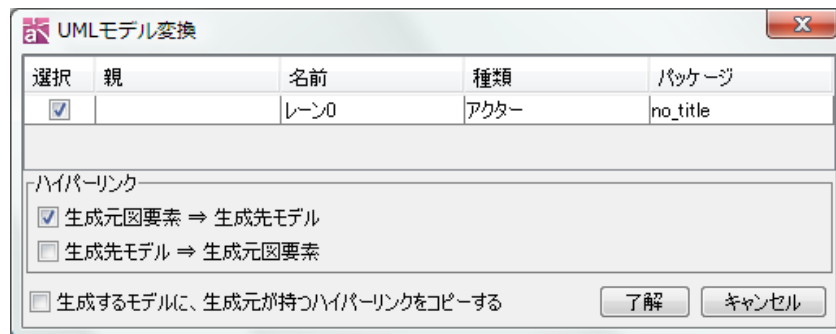 UMLモデル変換
選択 親 名前 種類 パッケージ
レーン0 アクター no_title
ハイパーリンク
生成元図要素 ⇒ 生成先モデル
生成先モデル ⇒ 生成元図要素
生成するモデルに、生成元が持つハイパーリンクをコピーする 了解 キャンセル